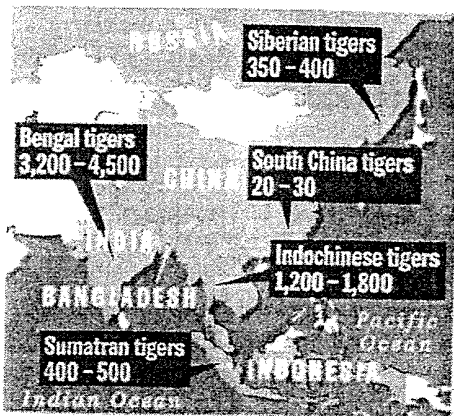 RUSSIA
Siberian tigers
350 – 400
Bengal tigers
3,200 – 4,500
CHINA
South China tigers
20 – 30
INDIA
Indochinese tigers
1,200 – 1,800
BANGLADESH
Pacific
Ocean
Sumatran tigers
400 – 500
INDONESIA
Indian Ocean